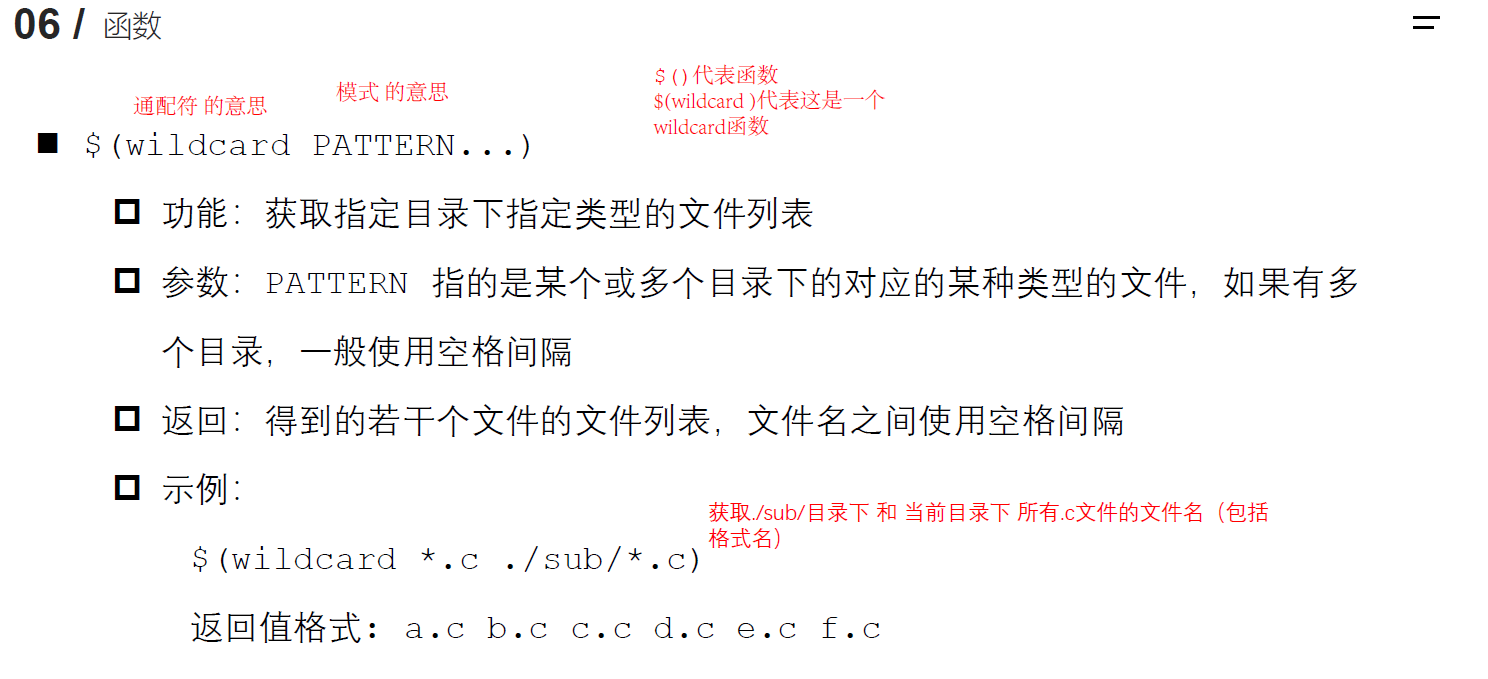 06 / 函数
通配符 的意思
模式 的意思
$()代表函数
$(wildcard )代表这是一个
wildcard函数
$(wildcard PATTERN...)
功能：获取指定目录下指定类型的文件列表
参数：PATTERN 指的是某个或多个目录下的对应的某种类型的文件，如果有多
个目录，一般使用空格间隔
返回：得到的若干个文件的文件列表，文件名之间使用空格间隔
示例：
获取./sub/目录下 和 当前目录下 所有.c文件的文件名（包括
格式名）
$(wildcard *.c ./sub/*.c)
返回值格式: a.c b.c c.c d.c e.c f.c